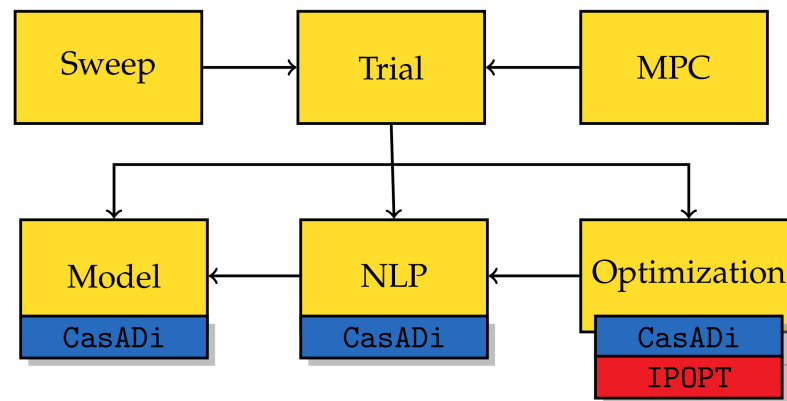 Sweep
Trial
MPC
Model
NLP
Optimization
CasADi
CasADi
CasADi
IPOPT